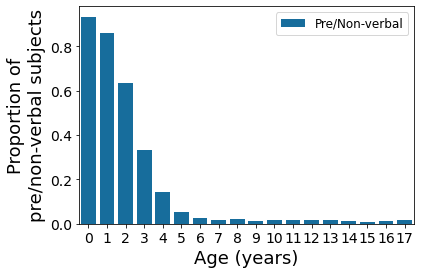 Proportion of
pre/non-verbal subjects
0.8
0.6
0.4
0.2
0.0
Pre/Non-verbal
0 1 2 3 4 5 6 7 8 9 10 11 12 13 14 15 16 17
Age (years)